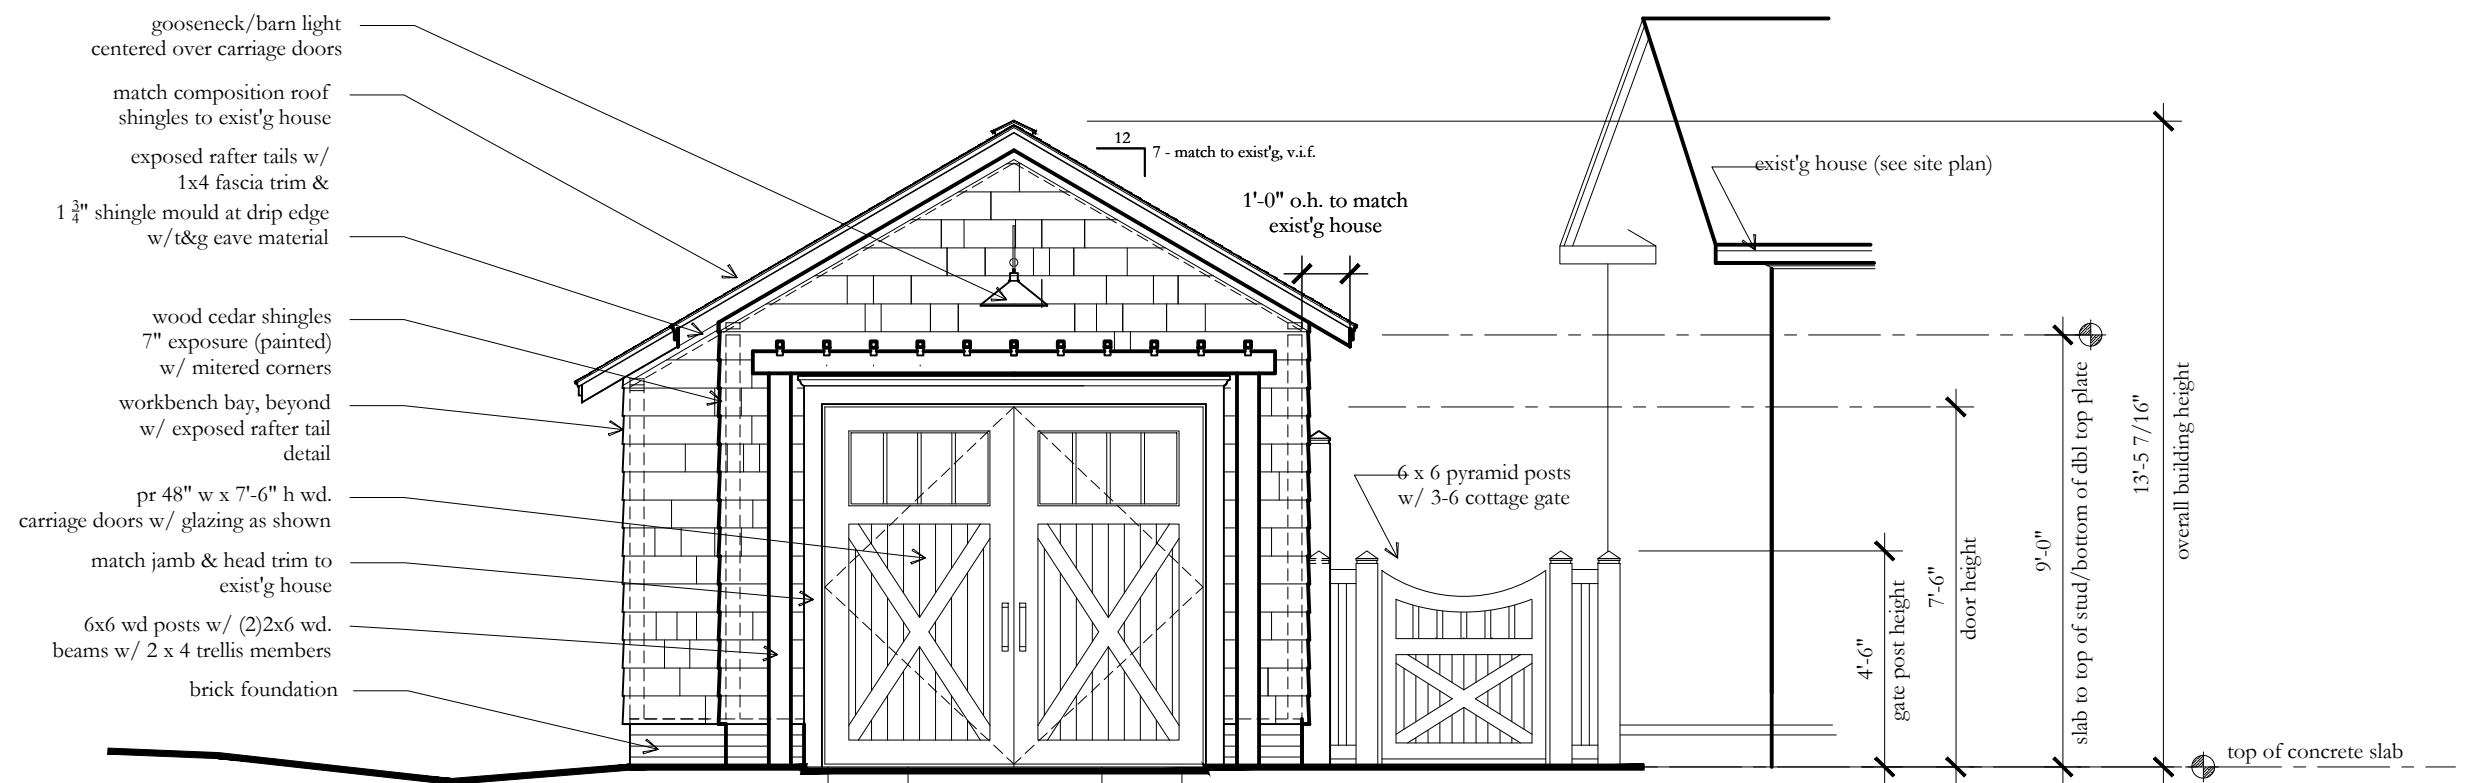 gooseneck/barn light
centered over carriage doors
match composition roof
shingles to exist'g house
exposed rafter tails w/
1x4 fascia trim &
1 3/4" shingle mould at drip edge
w/t&g eave material
wood cedar shingles
7" exposure (painted)
w/ mitered corners
workbench bay, beyond
w/ exposed rafter tail
detail
pr 48" w x 7'-6" h wd.
carriage doors w/ glazing as shown
match jamb & head trim to
exist'g house
6x6 wd posts w/ (2)2x6 wd.
beams w/ 2 x 4 trellis members
brick foundation
12
7 - match to exist'g, v.i.f.
1'-0" o.h. to match
exist'g house
exist'g house (see site plan)
6 x 6 pyramid posts
w/ 3-6 cottage gate
4'-6"
gate post height
7'-6"
door height
9'-0"
slab to top of stud/bottom of dbl top plate
13'-5 7/16"
overall building height
top of concrete slab